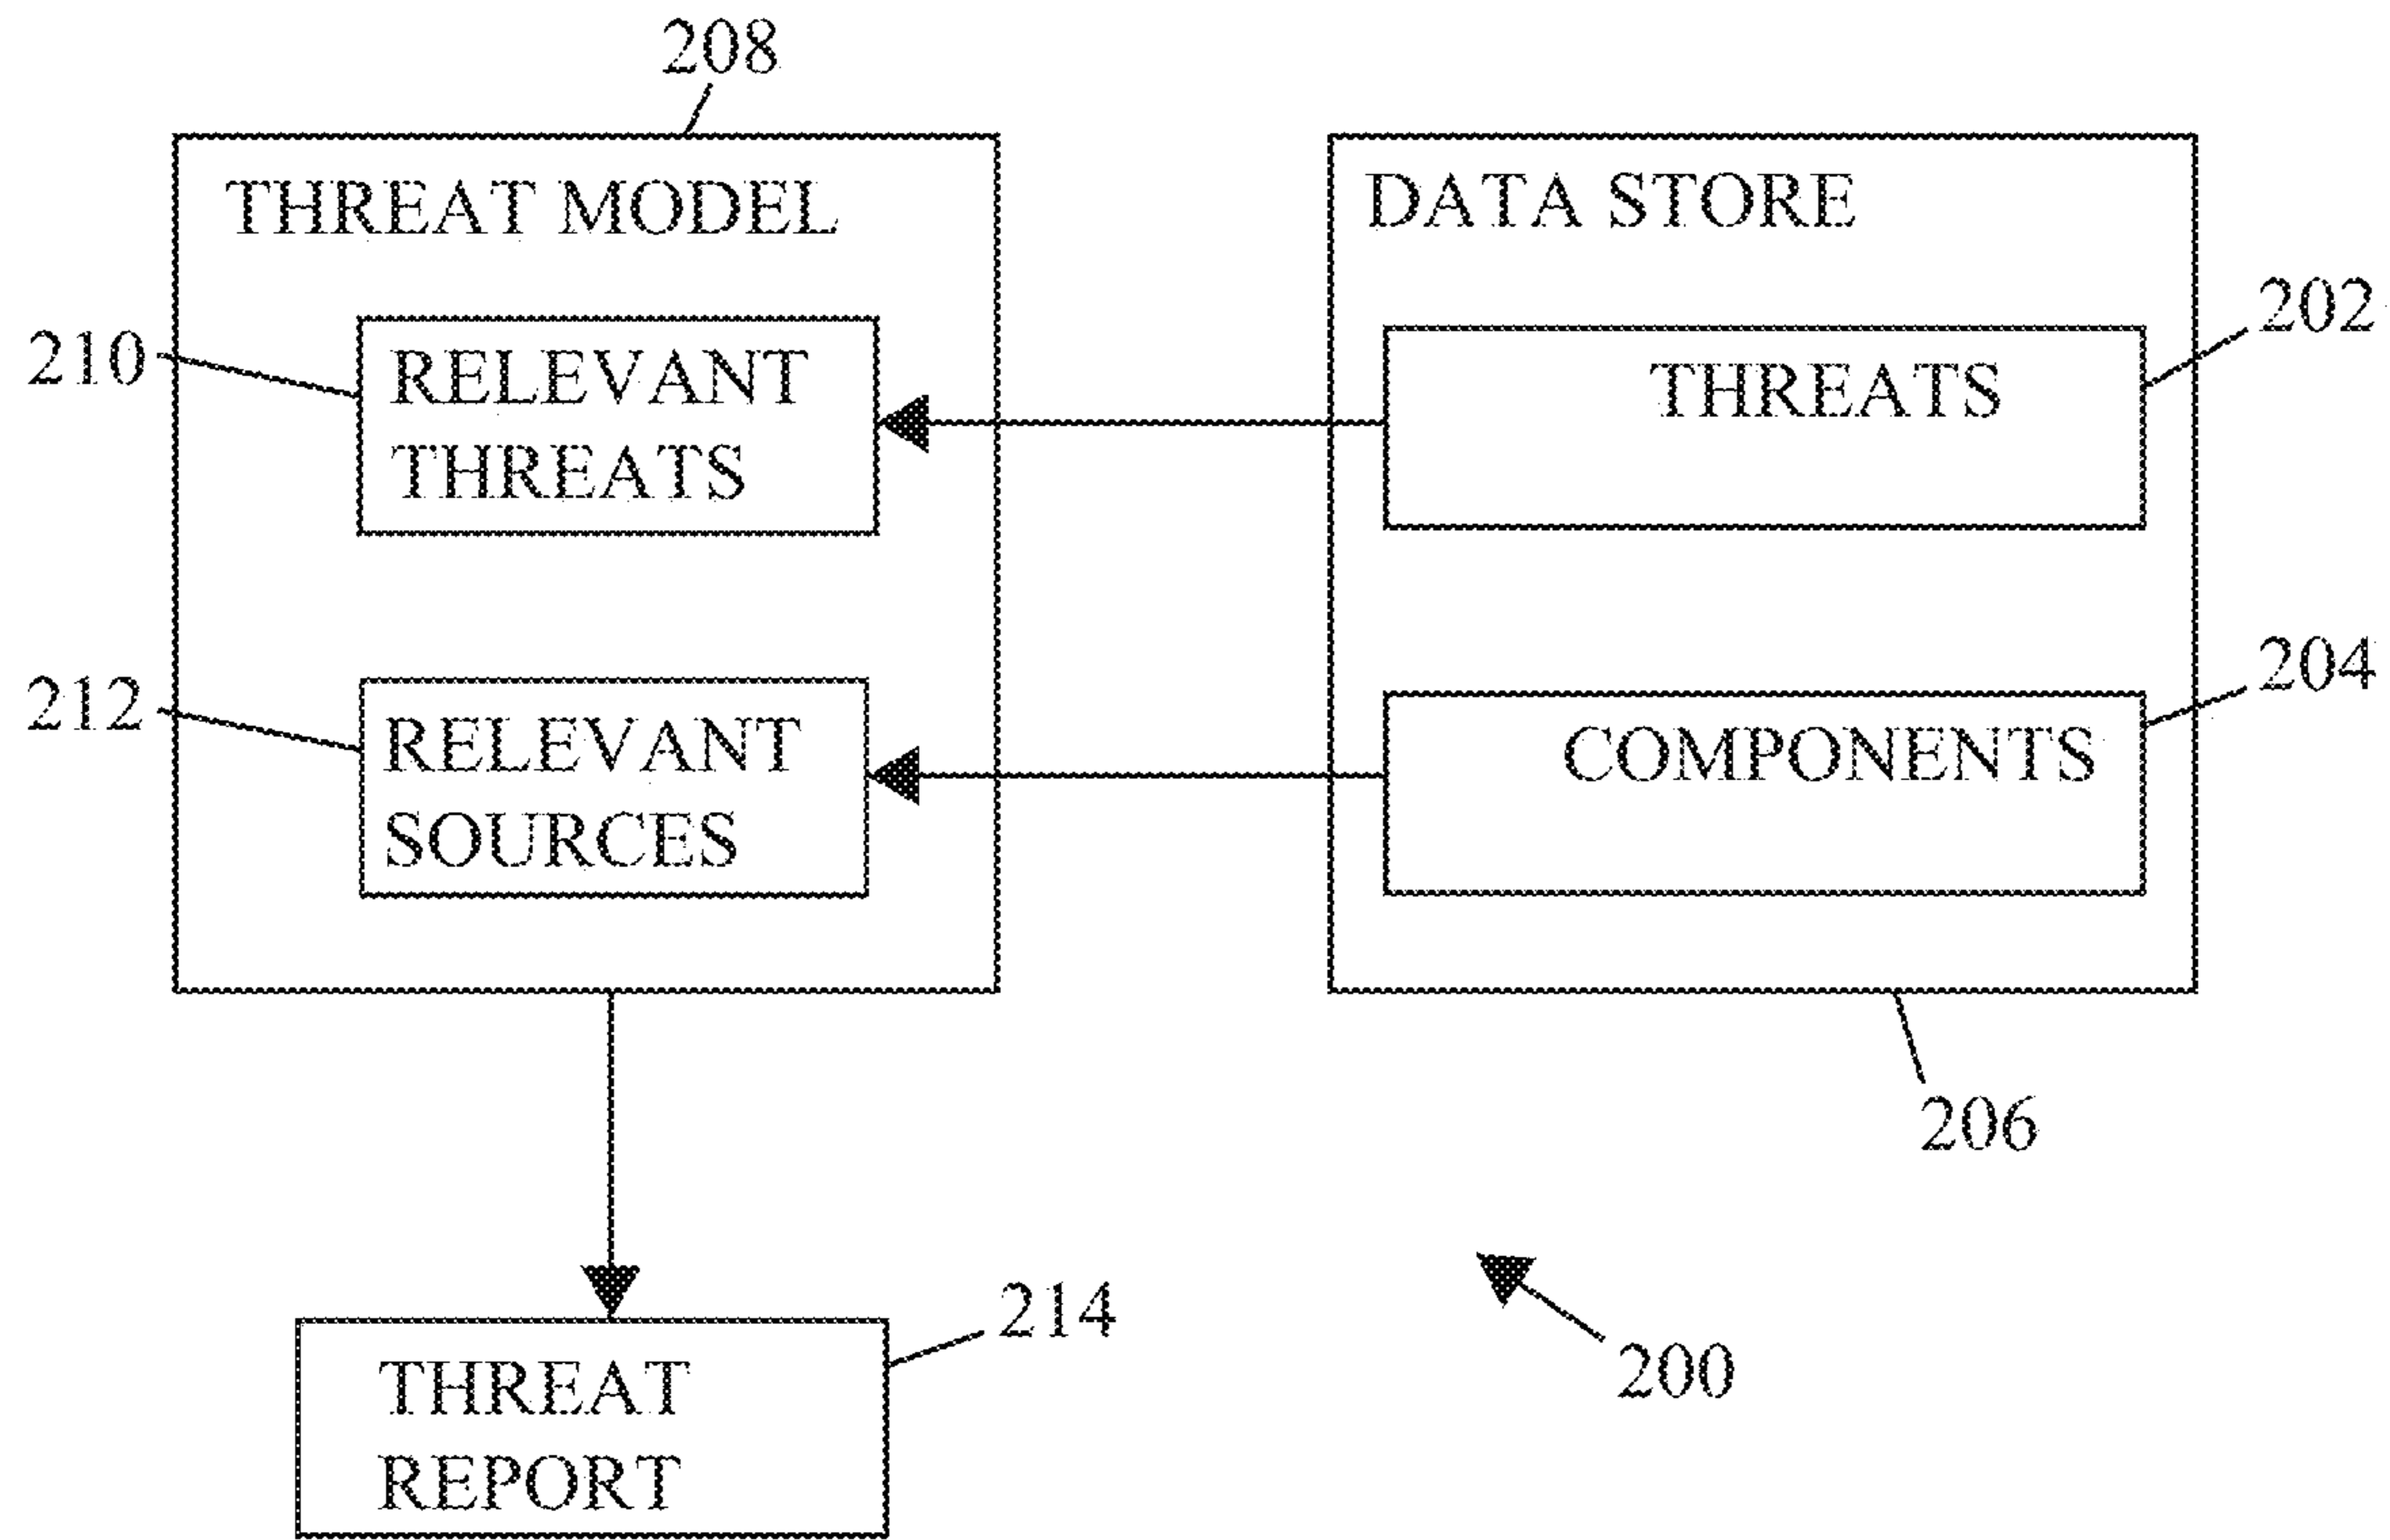 208
THREAT MODEL
DATA STORE
202
210
RELEVANT
THREATS
THREATS
204
212
RELEVANT
SOURCES
COMPONENTS
206
214
THREAT
REPORT
200